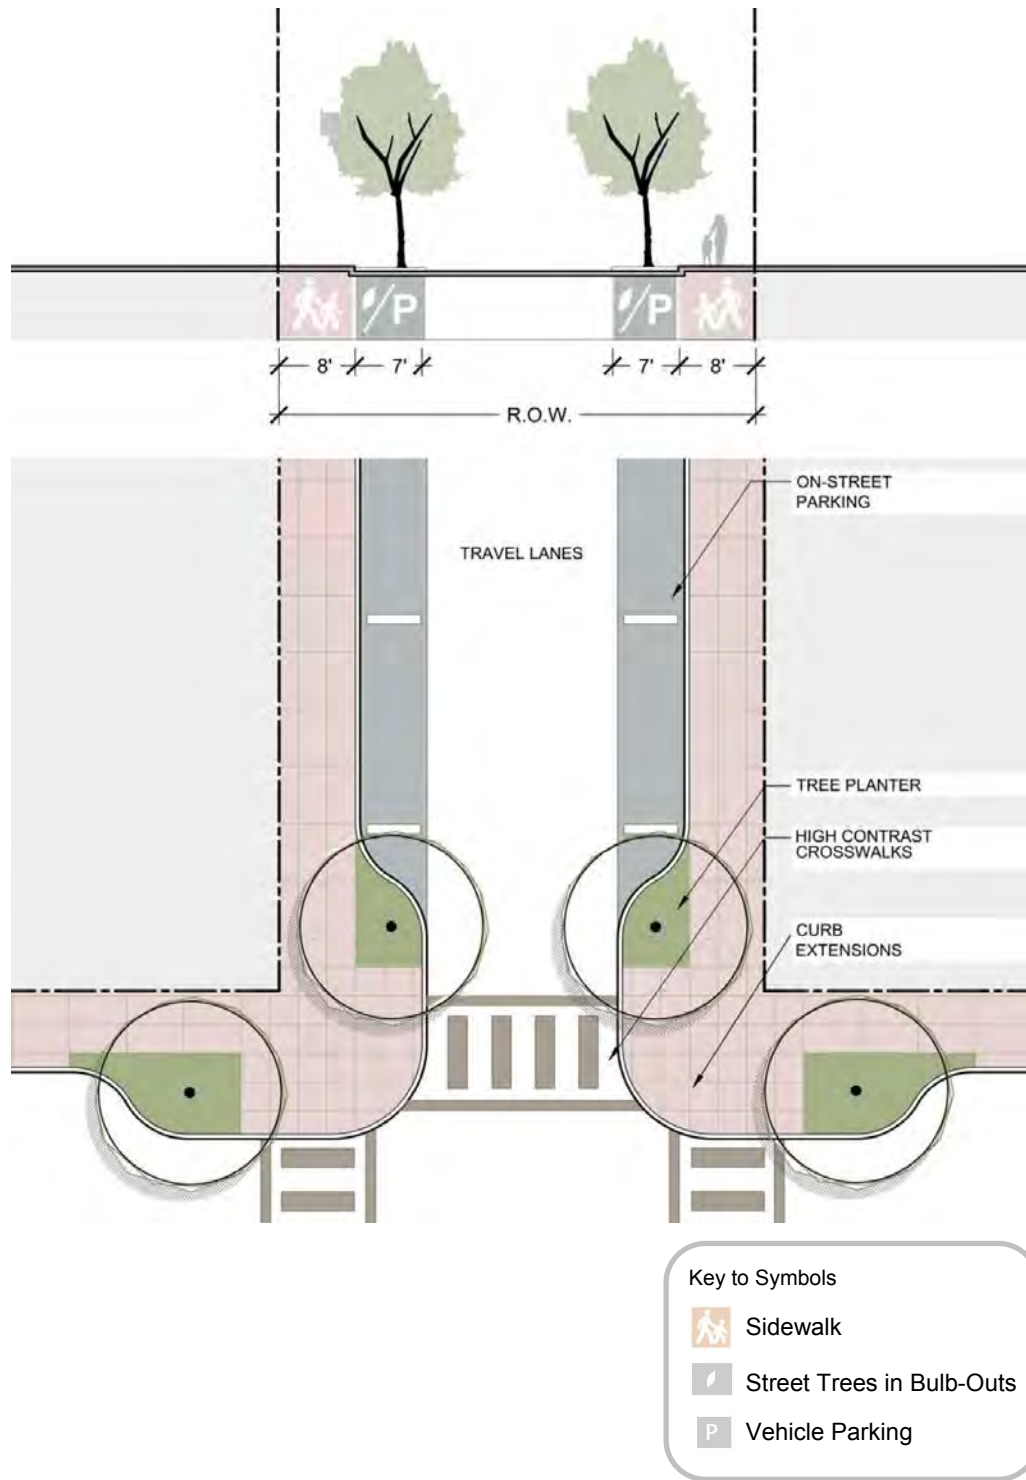 P P
8' 7' 7' 8'
R.O.W.
ON-STREET
PARKING
TRAVEL LANES
TREE PLANTER
HIGH CONTRAST
CROSSWALKS
CURB
EXTENSIONS
Key to Symbols
Sidewalk
Street Trees in Bulb-Outs
P Vehicle Parking